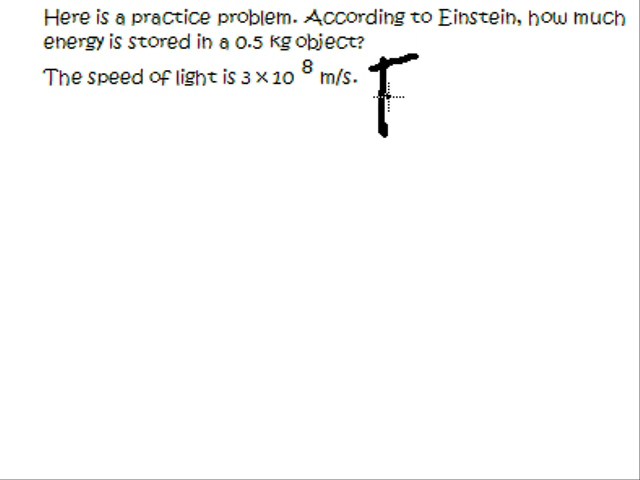 Here is a practice problem. According to Einstein, how much
energy is stored in a 0.5 kg object?
The speed of light is 3 × 10 8 m/s.